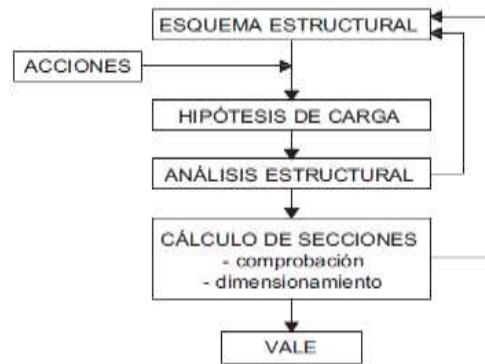 ESQUEMA ESTRUCTURAL
ACCIONES
HIPÓTESIS DE CARGA
ANÁLISIS ESTRUCTURAL
CÁLCULO DE SECCIONES
- comprobación
- dimensionamiento
VALE